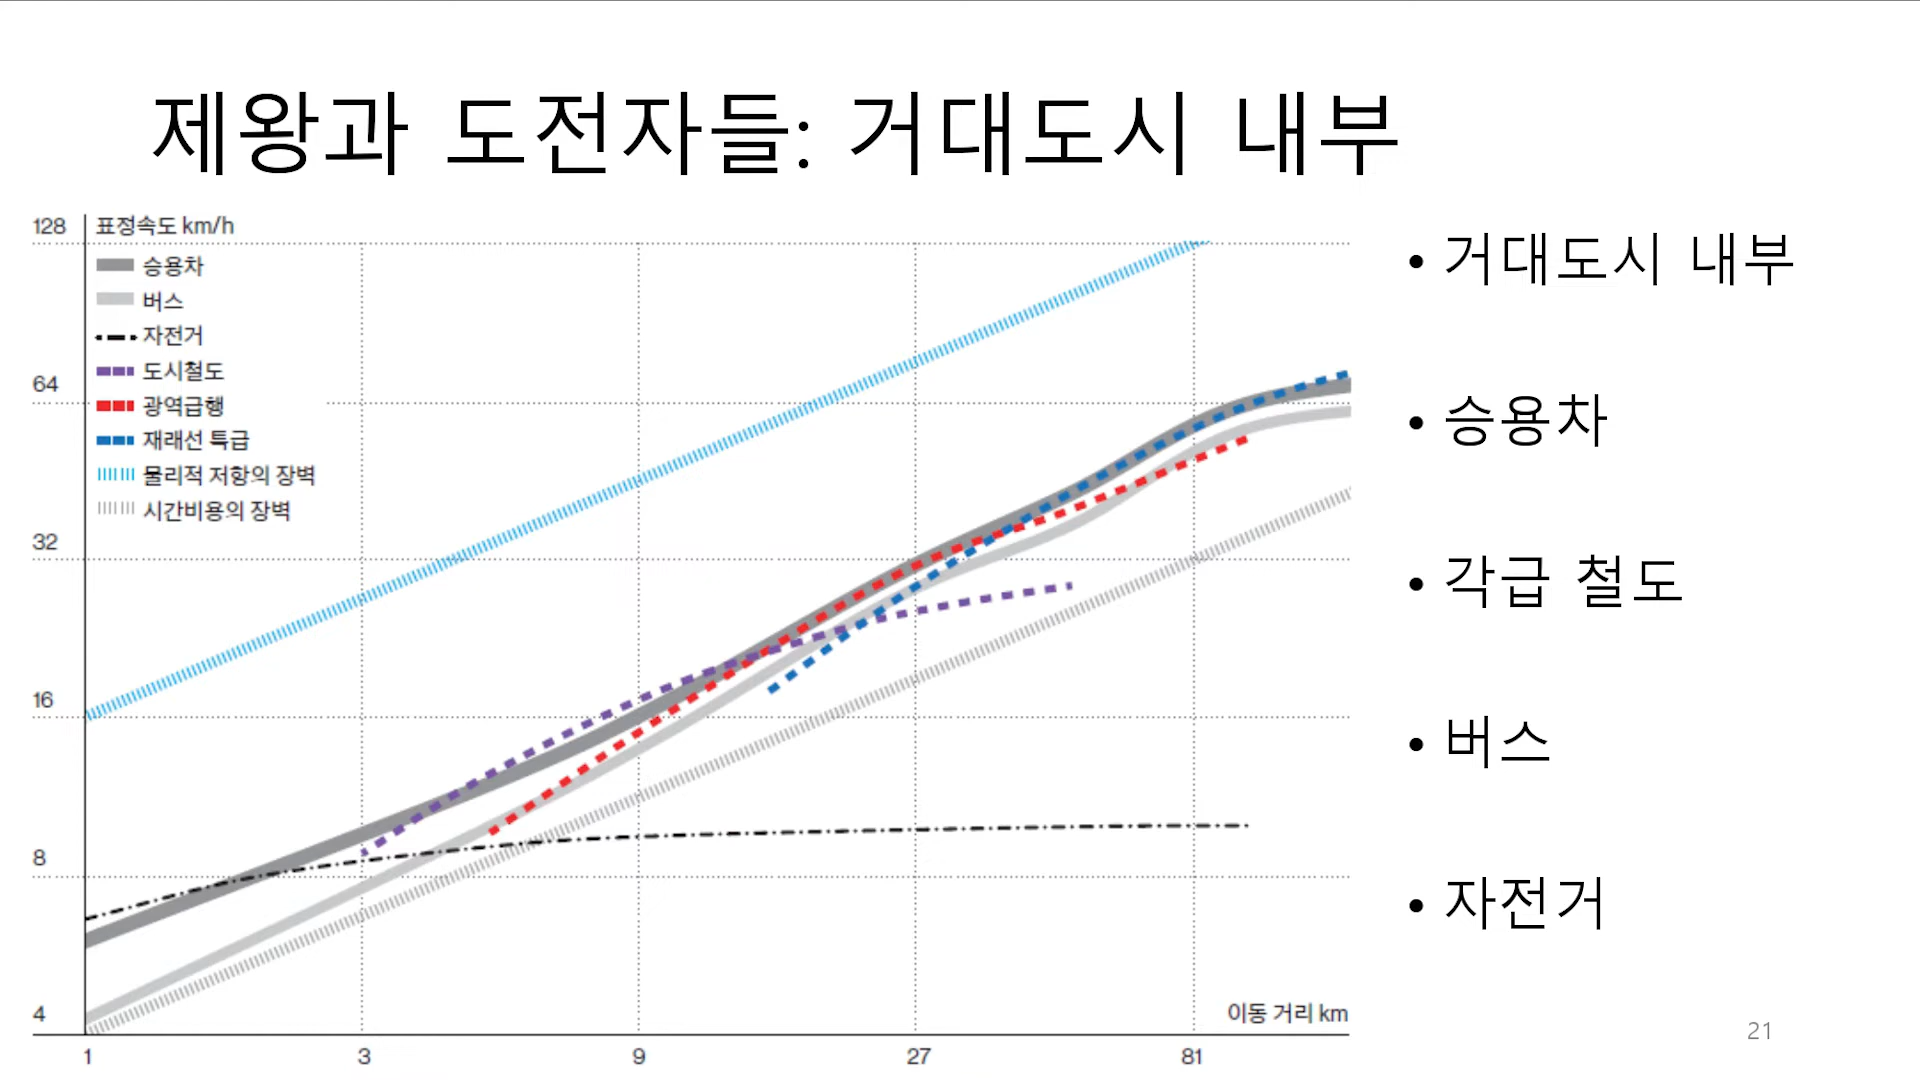 제왕과 도전자들: 거대도시 내부
128
표정속도 km/h
승용차
버스
자전거
도시철도
광역급행
재래선 특급
물리적 저항의 장벽
시간비용의 장벽
64
32
16
8
4
이동 거리 km
1
3
9
27
81
• 거대도시 내부
• 승용차
• 각급 철도
• 버스
• 자전거
21